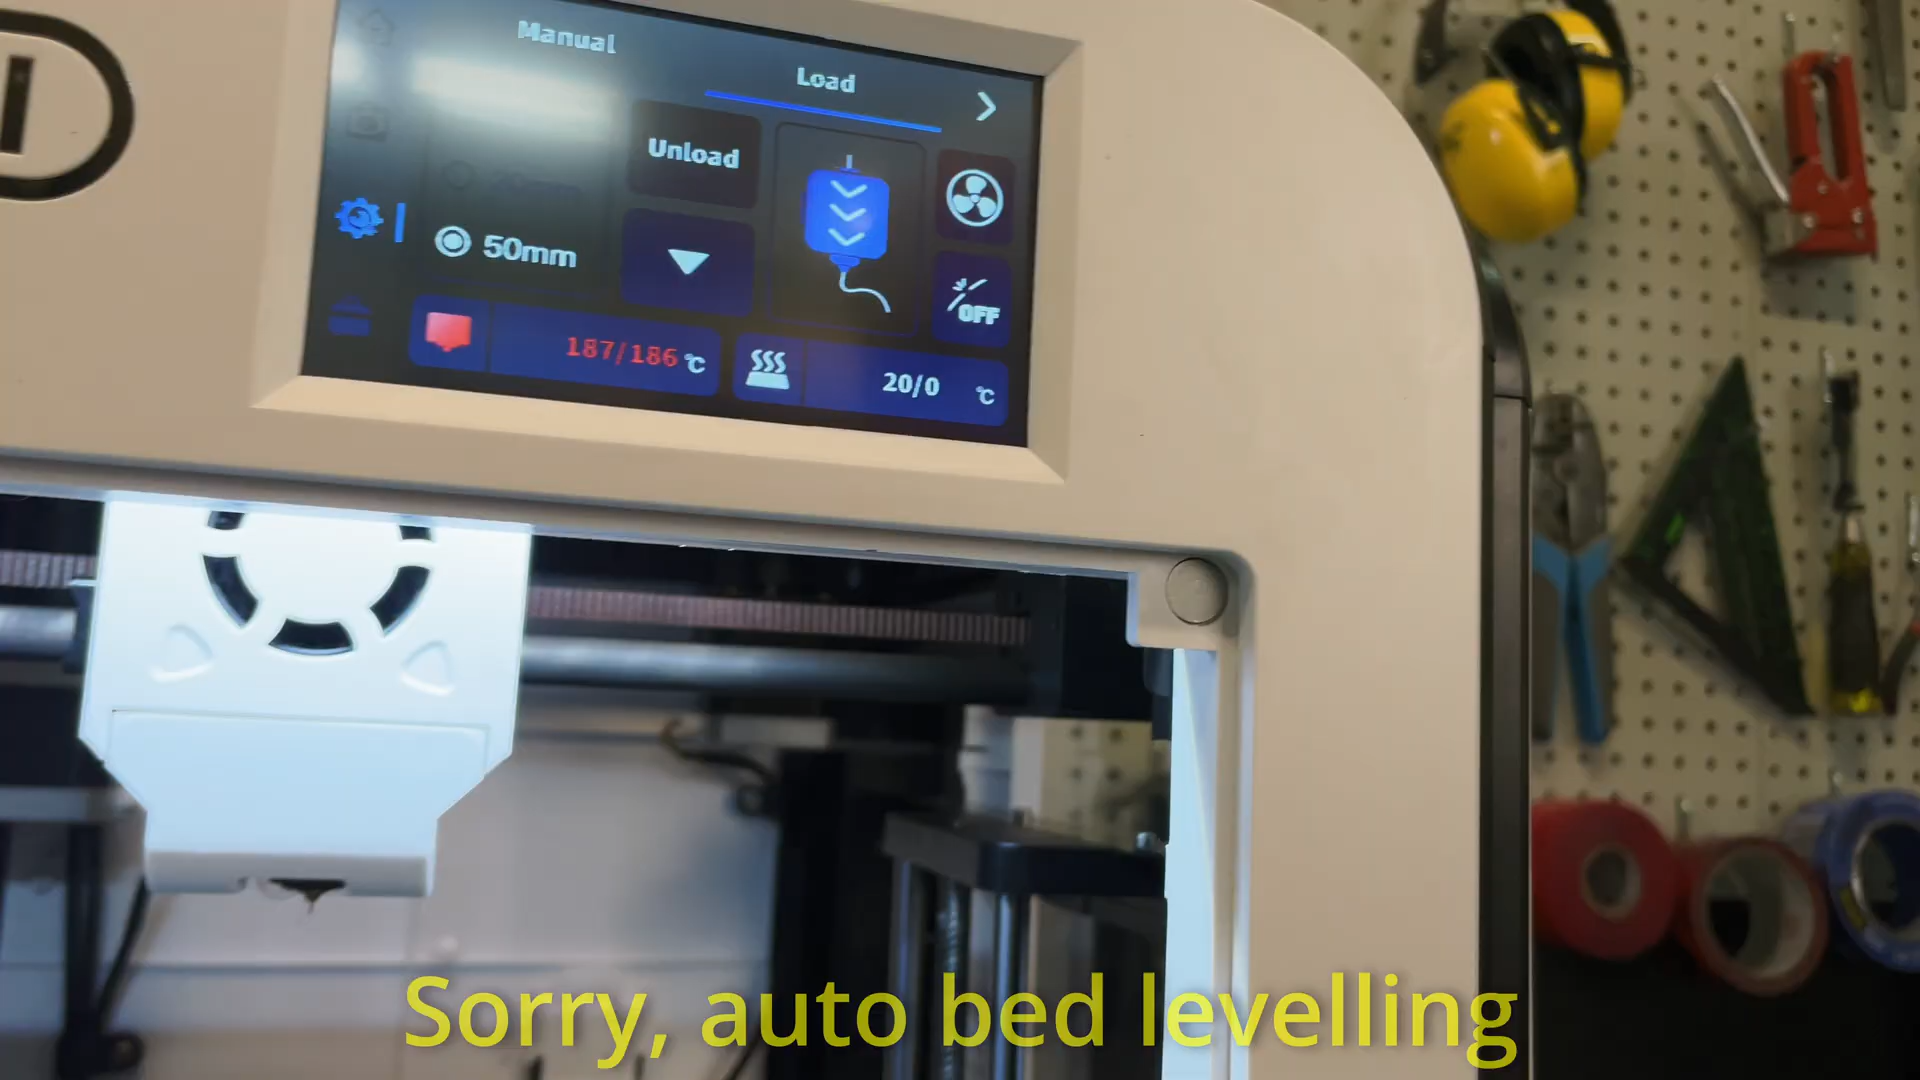 Manual
Load
Unload
50mm
OFF
187/186 ℃
20/0 ℃
Sorry, auto bed levelling